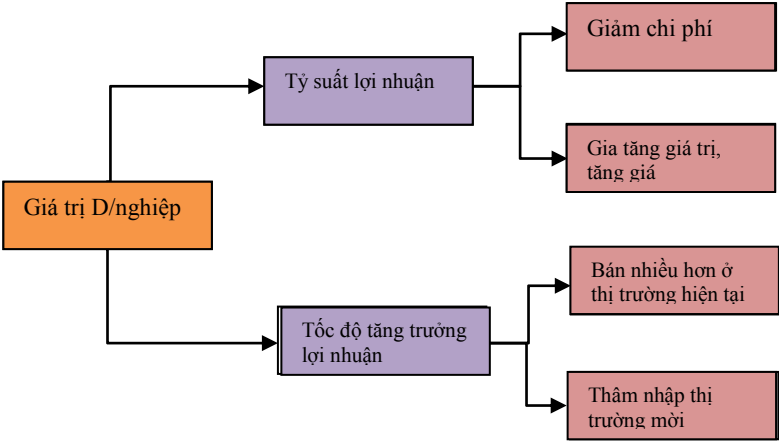 Giảm chi phí
Tỷ suất lợi nhuận
Gia tăng giá trị,
tăng giá
Giá trị D/nghiệp
Bán nhiều hơn ở
thị trường hiện tại
Tốc độ tăng trưởng
lợi nhuận
Thâm nhập thị
trường mời